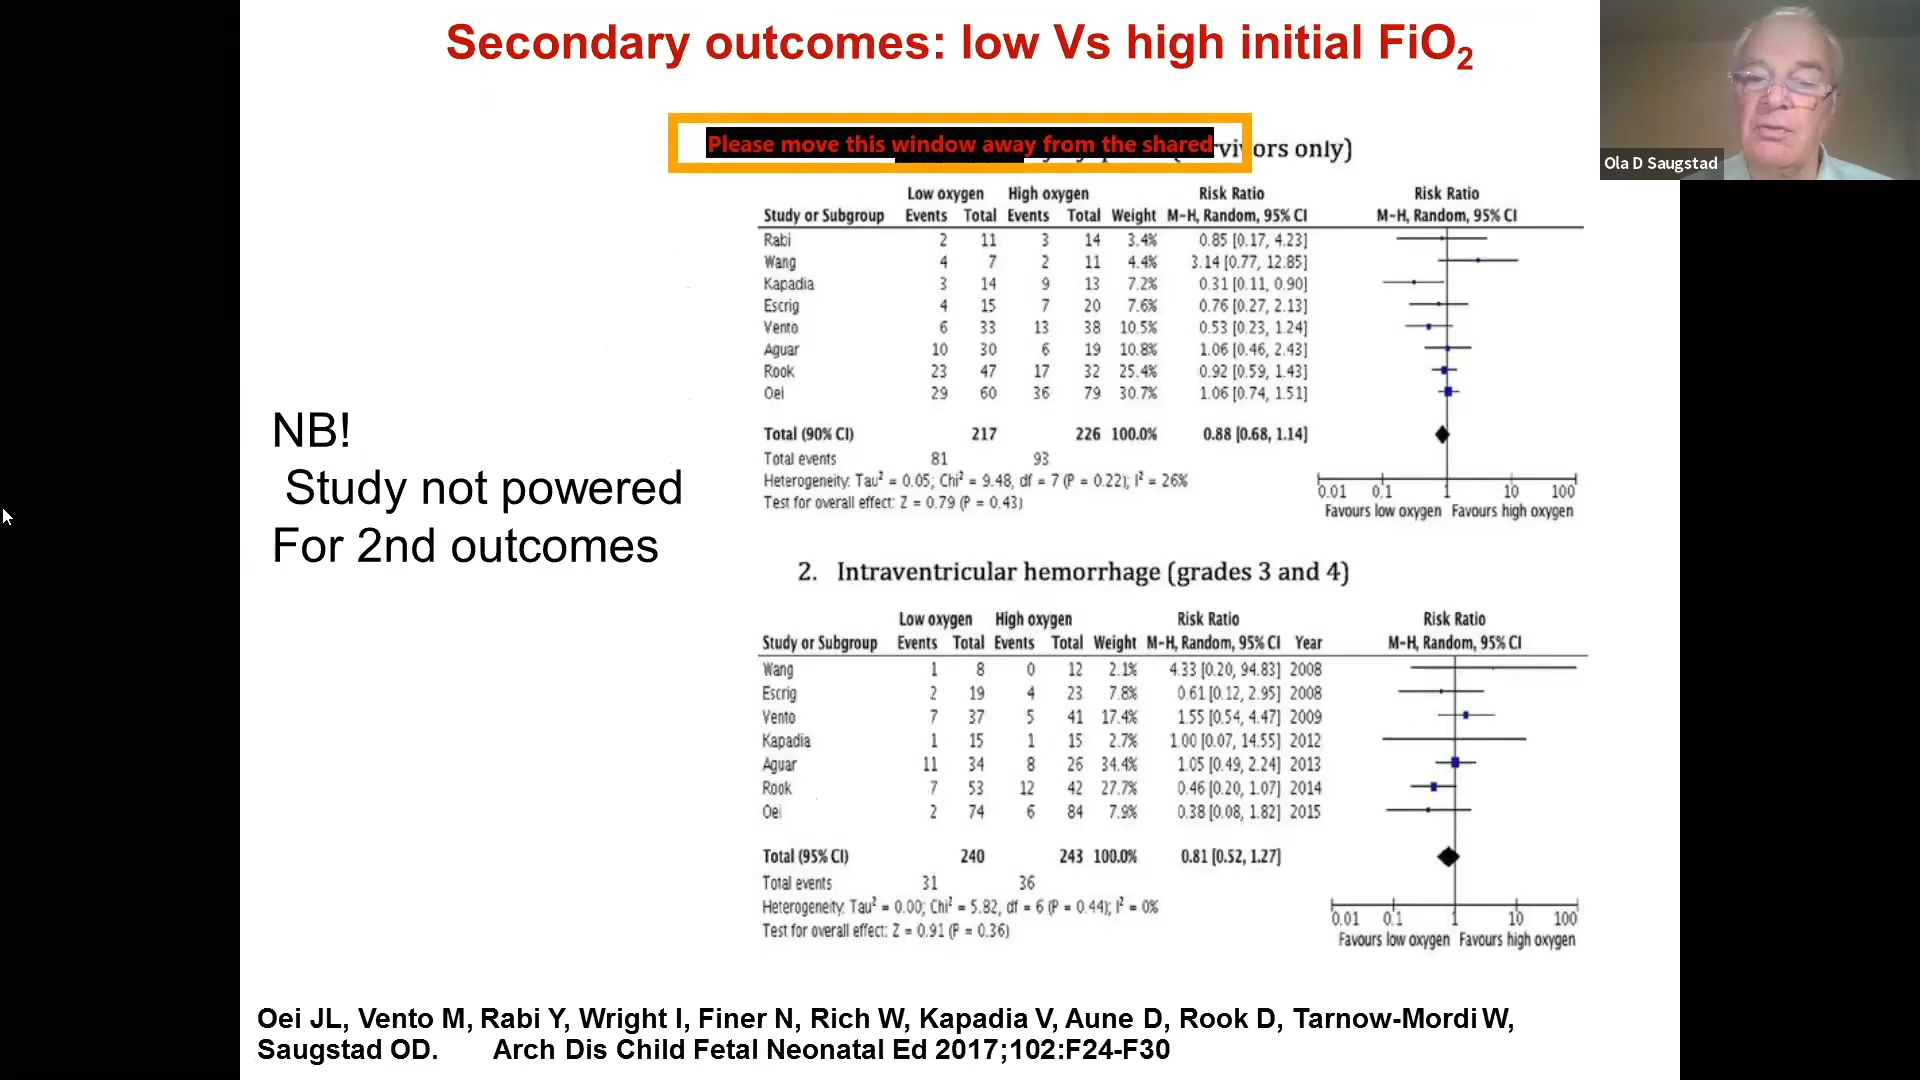 Secondary outcomes: low Vs high initial FiO2
Please move this window away from the shared
rvivors only)
Low oxygen High oxygen Risk Ratio Risk Ratio
Study or Subgroup Events Total Events Total Weight M-H, Random, 95% CI M-H, Random, 95% CI
Rabi 2 11 3 14 3.4% 0.85 [0.17, 4.23]
Wang 4 7 2 11 4.4% 3.14 [0.77, 12.85]
Kapadia 3 14 9 13 7.2% 0.31 [0.11, 0.90]
Escrig 4 15 7 20 7.6% 0.76 [0.27, 2.13]
Vento 6 33 13 38 10.5% 0.53 [0.23, 1.24]
Aguar 10 30 6 19 10.8% 1.06 [0.46, 2.43]
Rook 23 47 17 32 25.4% 0.92 [0.59, 1.43]
Oei 29 60 36 79 30.7% 1.06 [0.74, 1.51]
Total (90% CI) 217 226 100.0% 0.88 [0.68, 1.14]
Total events 81 93
Heterogeneity: Tau² = 0.05; Chi² = 9.48, df = 7 (P = 0.22); I² = 26%
Test for overall effect: Z = 0.79 (P = 0.43)
0.01 0.1 1 10 100
Favours low oxygen Favours high oxygen
NB!
Study not powered
For 2nd outcomes
2. Intraventricular hemorrhage (grades 3 and 4)
Low oxygen High oxygen Risk Ratio Risk Ratio
Study or Subgroup Events Total Events Total Weight M-H, Random, 95% CI Year M-H, Random, 95% CI
Wang 1 8 0 12 2.1% 4.33 [0.20, 94.83] 2008
Escrig 2 19 4 23 7.8% 0.61 [0.12, 2.95] 2008
Vento 7 37 5 41 17.4% 1.55 [0.54, 4.47] 2009
Kapadia 1 15 1 15 2.7% 1.00 [0.07, 14.55] 2012
Aguar 11 34 8 26 34.4% 1.05 [0.49, 2.24] 2013
Rook 7 53 12 42 27.7% 0.46 [0.20, 1.07] 2014
Oei 2 74 6 84 7.9% 0.38 [0.08, 1.82] 2015
Total (95% CI) 240 243 100.0% 0.81 [0.52, 1.27]
Total events 31 36
Heterogeneity: Tau² = 0.00; Chi² = 5.82, df = 6 (P = 0.44); I² = 0%
Test for overall effect: Z = 0.91 (P = 0.36)
0.01 0.1 1 10 100
Favours low oxygen Favours high oxygen
Oei JL, Vento M, Rabi Y, Wright I, Finer N, Rich W, Kapadia V, Aune D, Rook D, Tarnow-Mordi W,
Saugstad OD. Arch Dis Child Fetal Neonatal Ed 2017;102:F24-F30
Ola D Saugstad